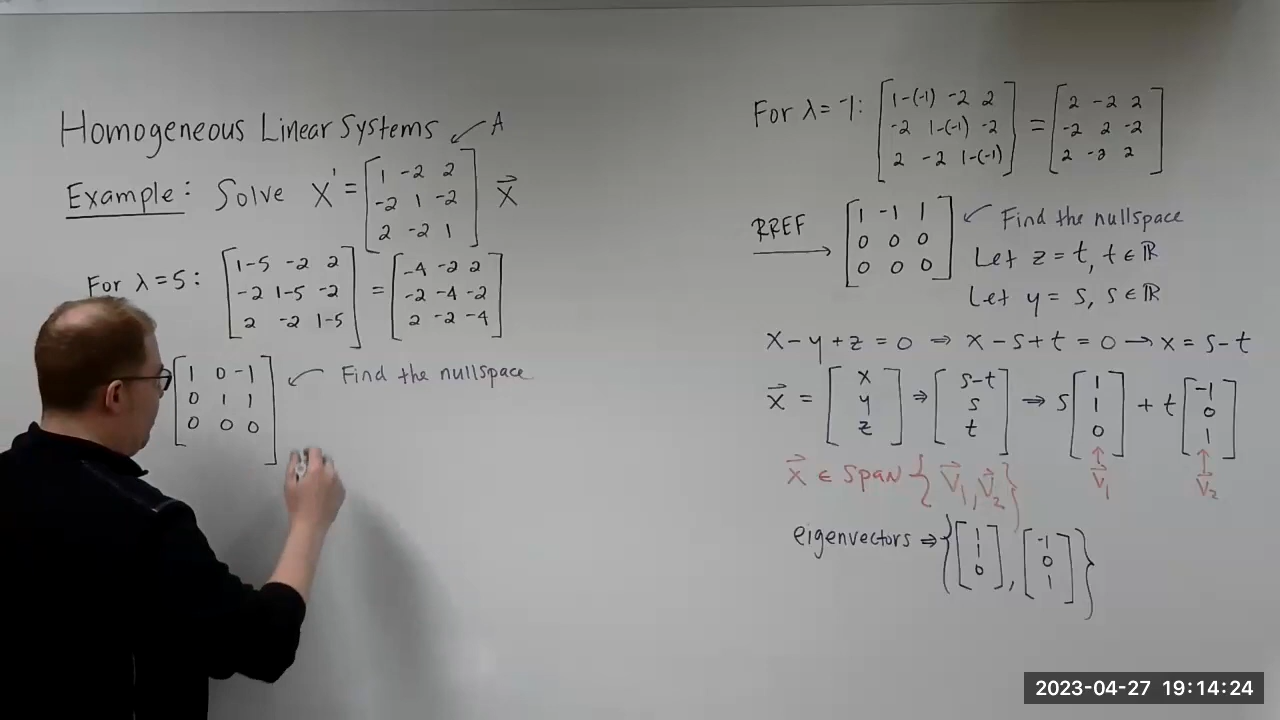 Homogeneous Linear Systems ↙ A
Example: Solve X' = [1 -2 2; -2 1 -2; 2 -2 1] X⃗
For λ=5: [1-5 -2 2; -2 1-5 -2; 2 -2 1-5] = [-4 -2 2; -2 -4 -2; 2 -2 -4]
[1 0 -1; 0 1 1; 0 0 0] ↙ Find the nullspace
For λ=-1: [1-(-1) -2 2; -2 1-(-1) -2; 2 -2 1-(-1)] = [2 -2 2; -2 2 -2; 2 -2 2]
RREF → [1 -1 1; 0 0 0; 0 0 0] ↙ Find the nullspace
Let z = t, t ∈ ℝ
Let y = s, s ∈ ℝ
x - y + z = 0 ⇒ x - s + t = 0 → x = s - t
x⃗ = [x; y; z] ⇒ [s-t; s; t] ⇒ s [1; 1; 0] + t [-1; 0; 1]
x⃗ ∈ span { v⃗₁, v⃗₂ } ↑ v⃗₁ ↑ v⃗₂
eigenvectors ⇒ { [1; 1; 0], [-1; 0; 1] }
2023-04-27 19:14:24